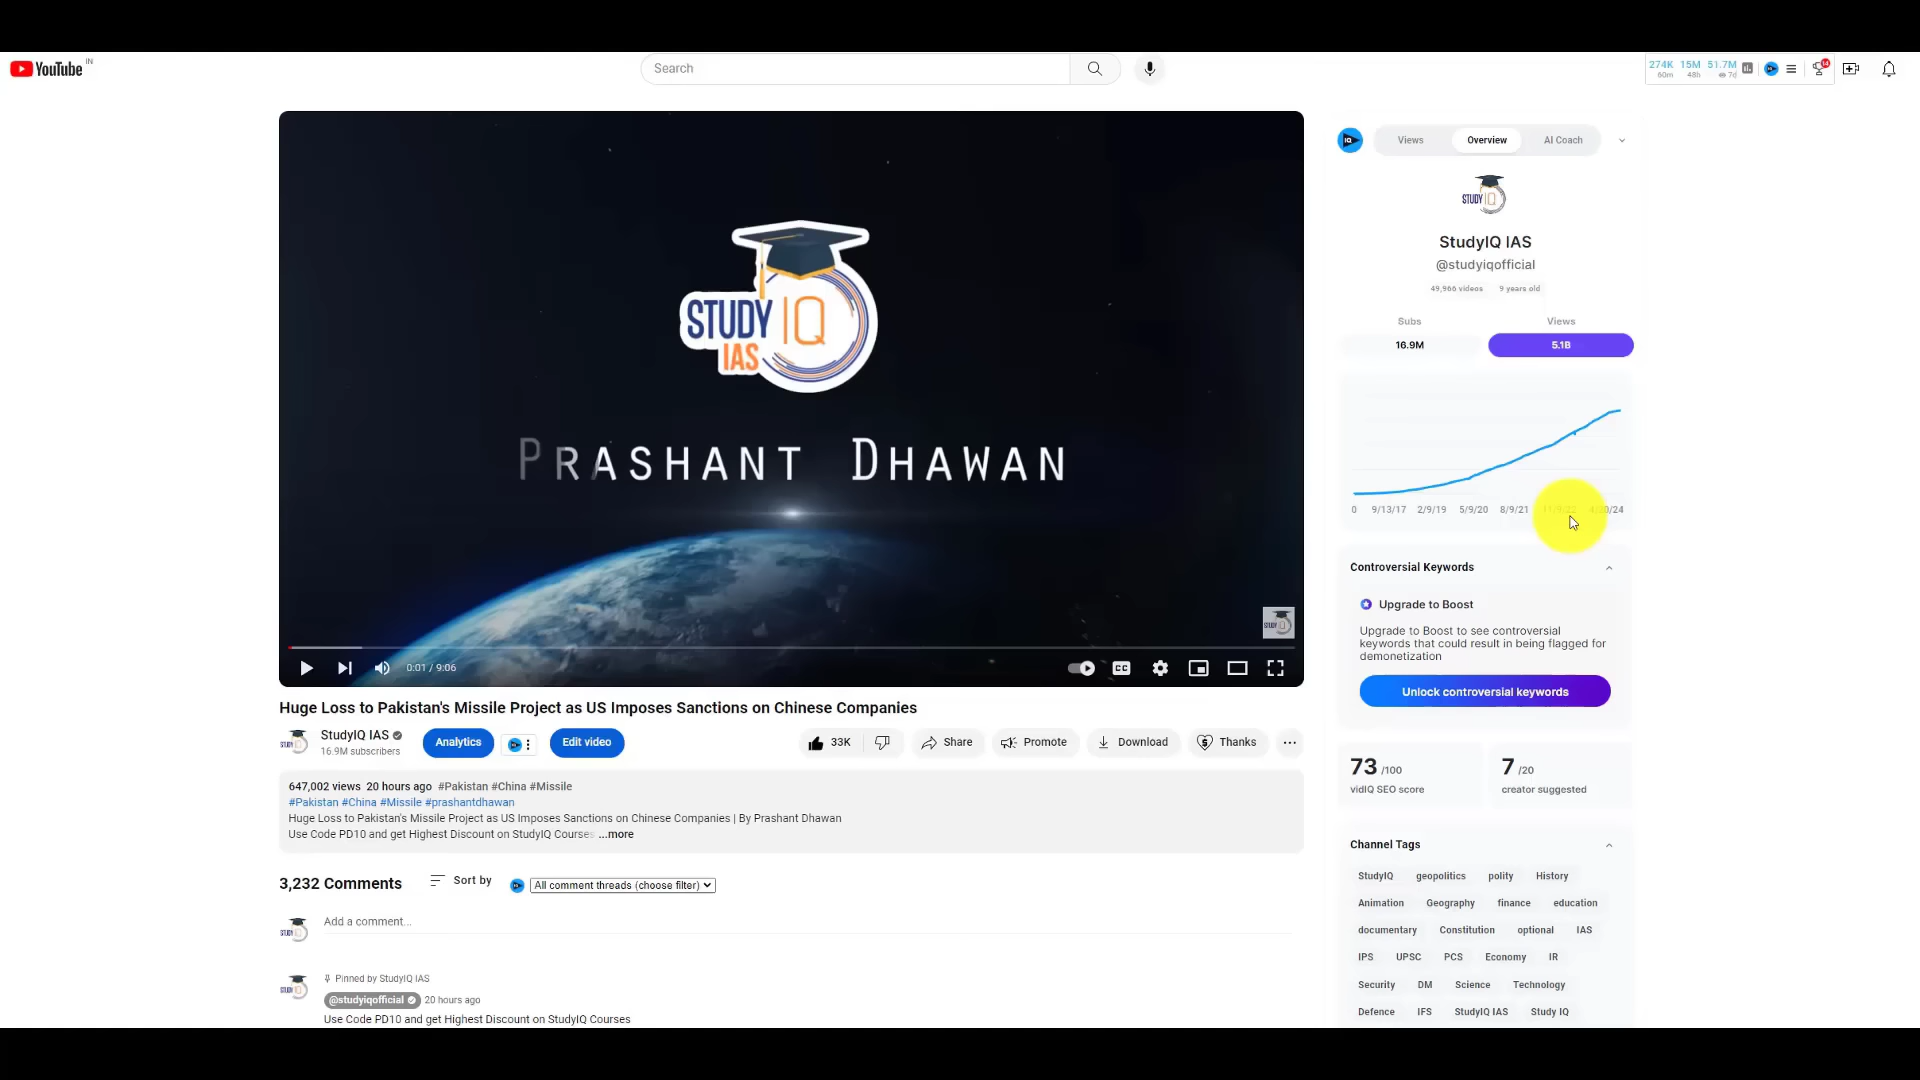 YouTube IN
Search
274K 15M 51.7M
60m 48h 7d
14
STUDY IQ
IAS
PRASHANT DHAWAN
0:01 / 9:06
CC
Huge Loss to Pakistan's Missile Project as US Imposes Sanctions on Chinese Companies
StudyIQ IAS
16.9M subscribers
Analytics
Edit video
33K
Share
Promote
Download
Thanks
647,002 views 20 hours ago #Pakistan #China #Missile
#Pakistan #China #Missile #prashantdhawan
Huge Loss to Pakistan's Missile Project as US Imposes Sanctions on Chinese Companies | By Prashant Dhawan
Use Code PD10 and get Highest Discount on StudyIQ Courses ...more
3,232 Comments
Sort by
All comment threads (choose filter)
Add a comment...
Pinned by StudyIQ IAS
@studyiqofficial 20 hours ago
Use Code PD10 and get Highest Discount on StudyIQ Courses
Views Overview AI Coach
STUDY IQ
StudyIQ IAS
@studyiqofficial
49,966 videos 9 years old
Subs Views
16.9M 5.1B
0 9/13/17 2/9/19 5/9/20 8/9/21
Controversial Keywords
Upgrade to Boost
Upgrade to Boost to see controversial
keywords that could result in being flagged for
demonetization
Unlock controversial keywords
73 /100
vidIQ SEO score
7 /20
creator suggested
Channel Tags
StudyIQ geopolitics polity History
Animation Geography finance education
documentary Constitution optional IAS
IPS UPSC PCS Economy IR
Security DM Science Technology
Defence IFS StudyIQ IAS Study IQ